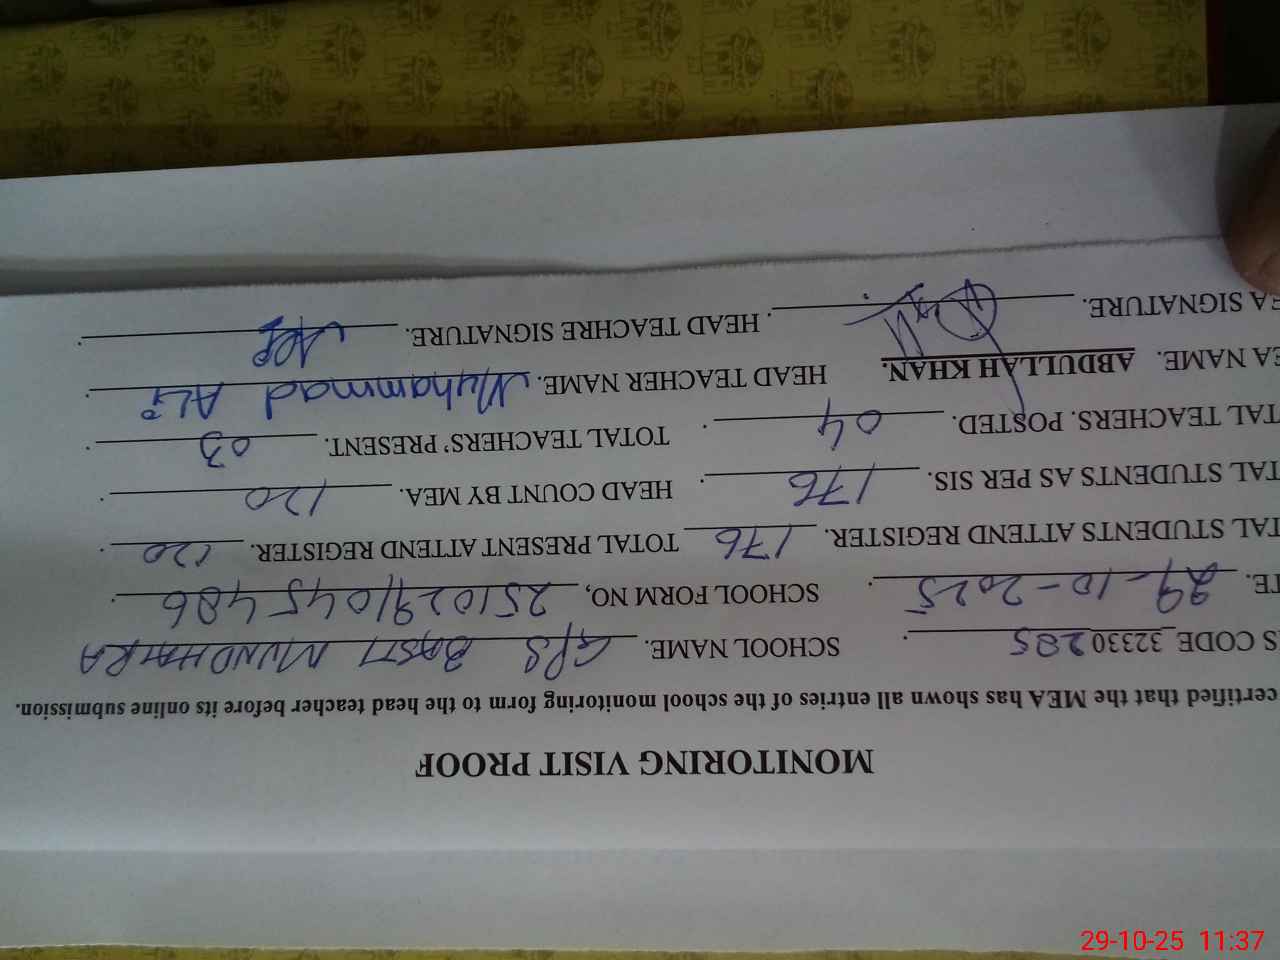 MONITORING VISIT PROOF
certified that the MEA has shown all entries of the school monitoring form to the head teacher before its online submission.
S CODE 32330285. SCHOOL NAME. G/P/S BASTI MUNDHALRA
TE. 29-10-2025. SCHOOL FORM NO, 2510291045486.
TAL STUDENTS ATTEND REGISTER. 176 TOTAL PRESENT ATTEND REGISTER. 120.
TAL STUDENTS AS PER SIS. 176. HEAD COUNT BY MEA. 120.
TAL TEACHERS. POSTED. 04. TOTAL TEACHERS' PRESENT. 03.
EA NAME. ABDULLAH KHAN. HEAD TEACHER NAME. Muhammad Ali.
EA SIGNATURE. HEAD TEACHRE SIGNATURE.
29-10-25 11:37